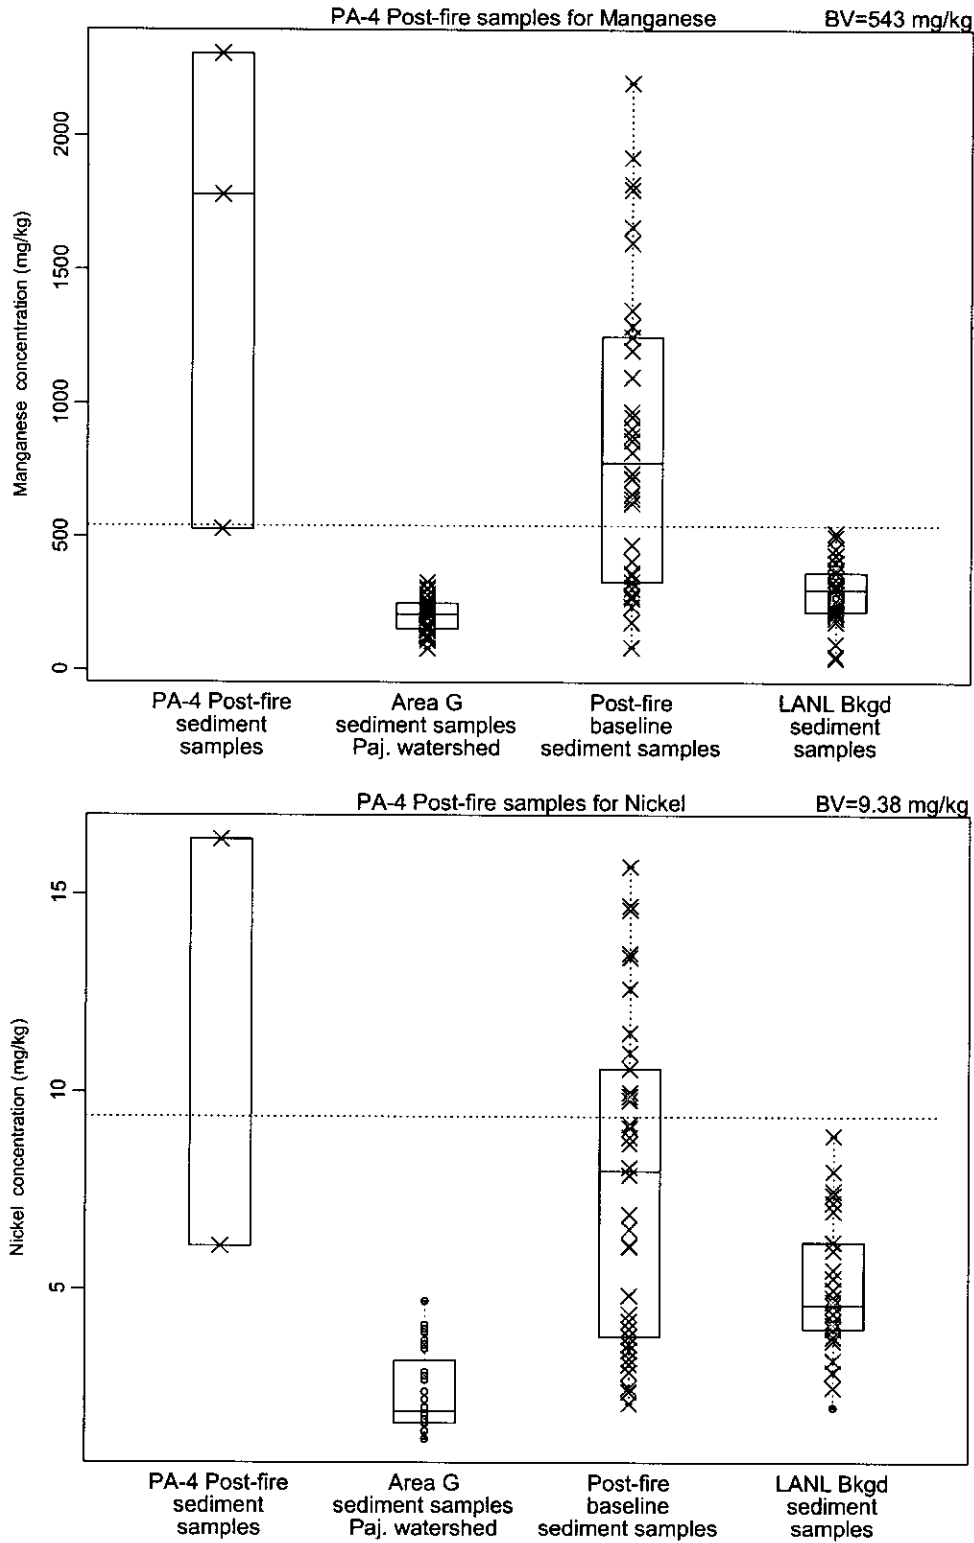 PA-4 Post-fire samples for Manganese BV=543 mg/kg
Manganese concentration (mg/kg)
2000
1500
1000
500
0
PA-4 Post-fire
sediment
samples
Area G
sediment samples
Paj. watershed
Post-fire
baseline
sediment samples
LANL Bkgd
sediment
samples
PA-4 Post-fire samples for Nickel BV=9.38 mg/kg
Nickel concentration (mg/kg)
15
10
5
PA-4 Post-fire
sediment
samples
Area G
sediment samples
Paj. watershed
Post-fire
baseline
sediment samples
LANL Bkgd
sediment
samples